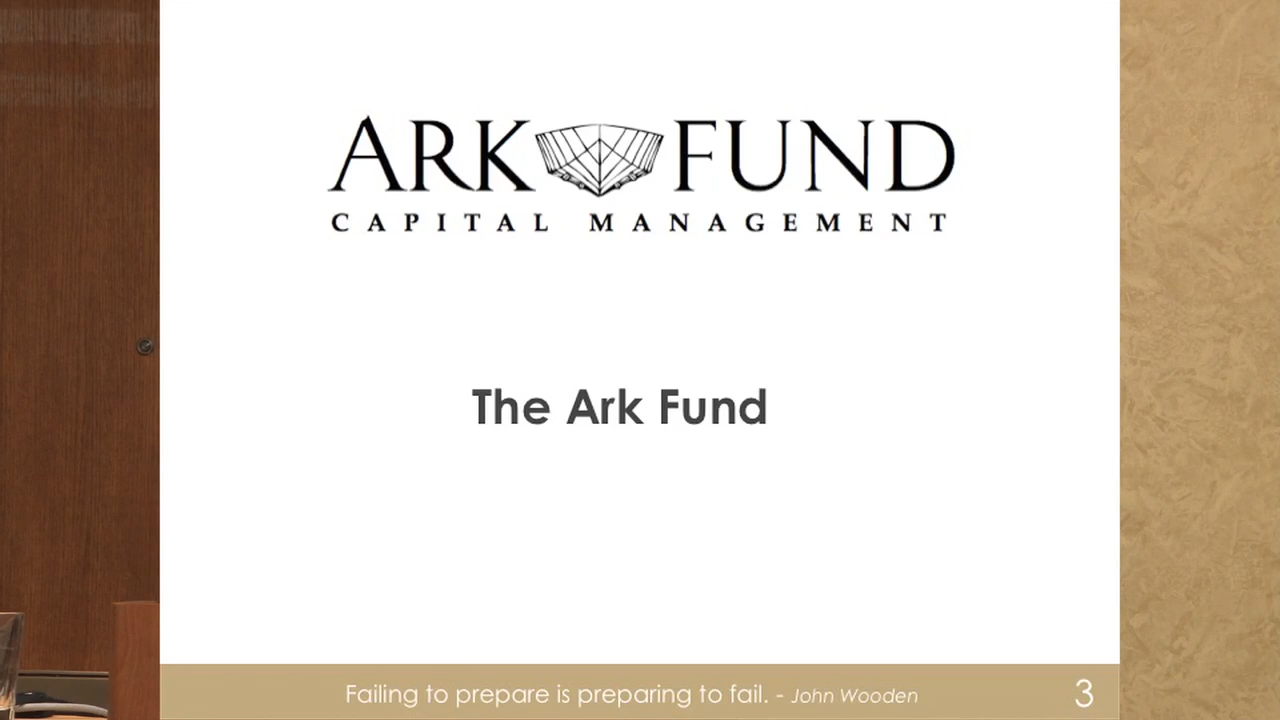 ARK FUND
CAPITAL MANAGEMENT
The Ark Fund
Failing to prepare is preparing to fail. - John Wooden
3